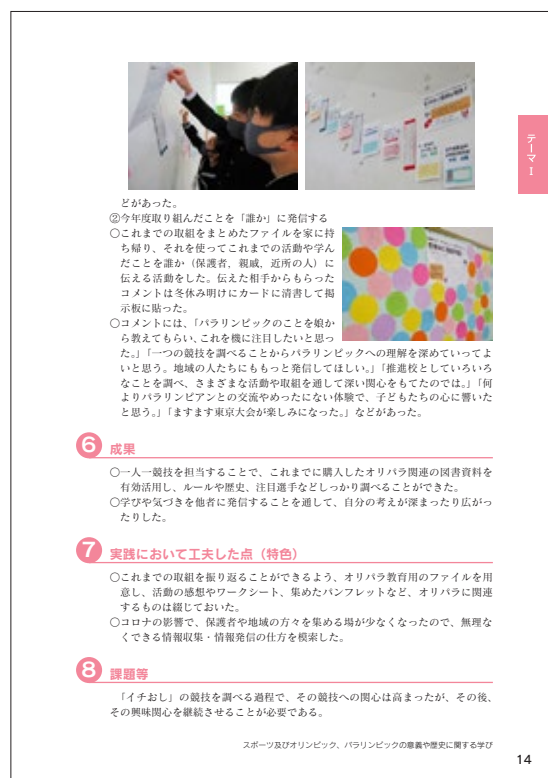 テーマⅠ
どがあった。
②今年度取り組んだことを「誰か」に発信する
○これまでの取組をまとめたファイルを家に持
ち帰り、それを使ってこれまでの活動や学ん
だことを誰か（保護者，親戚，近所の人）に
伝える活動をした。伝えた相手からもらった
コメントは冬休み明けにカードに清書して掲
示板に貼った。
○コメントには、「パラリンピックのことを娘か
ら教えてもらい、これを機に注目したいと思っ
た。」「一つの競技を調べることからパラリンピックへの理解を深めていってよ
いと思う。地域の人たちにももっと発信してほしい。」「推進校としていろいろ
なことを調べ、さまざまな活動や取組を通して深い関心をもてたのでは。」「何
よりパラリンピアンとの交流やめったにない体験で、子どもたちの心に響いた
と思う。」「ますます東京大会が楽しみになった。」などがあった。
6 成果
○一人一競技を担当することで、これまでに購入したオリパラ関連の図書資料を
有効活用し、ルールや歴史、注目選手などしっかり調べることができた。
○学びや気づきを他者に発信することを通して、自分の考えが深まったり広がっ
たりした。
7 実践において工夫した点（特色）
○これまでの取組を振り返ることができるよう、オリパラ教育用のファイルを用
意し、活動の感想やワークシート、集めたパンフレットなど、オリパラに関連
するものは綴じておいた。
○コロナの影響で、保護者や地域の方々を集める場が少なくなったので、無理な
くできる情報収集・情報発信の仕方を模索した。
8 課題等
「イチおし」の競技を調べる過程で、その競技への関心は高まったが、その後、
その興味関心を継続させることが必要である。
スポーツ及びオリンピック、パラリンピックの意義や歴史に関する学び
14